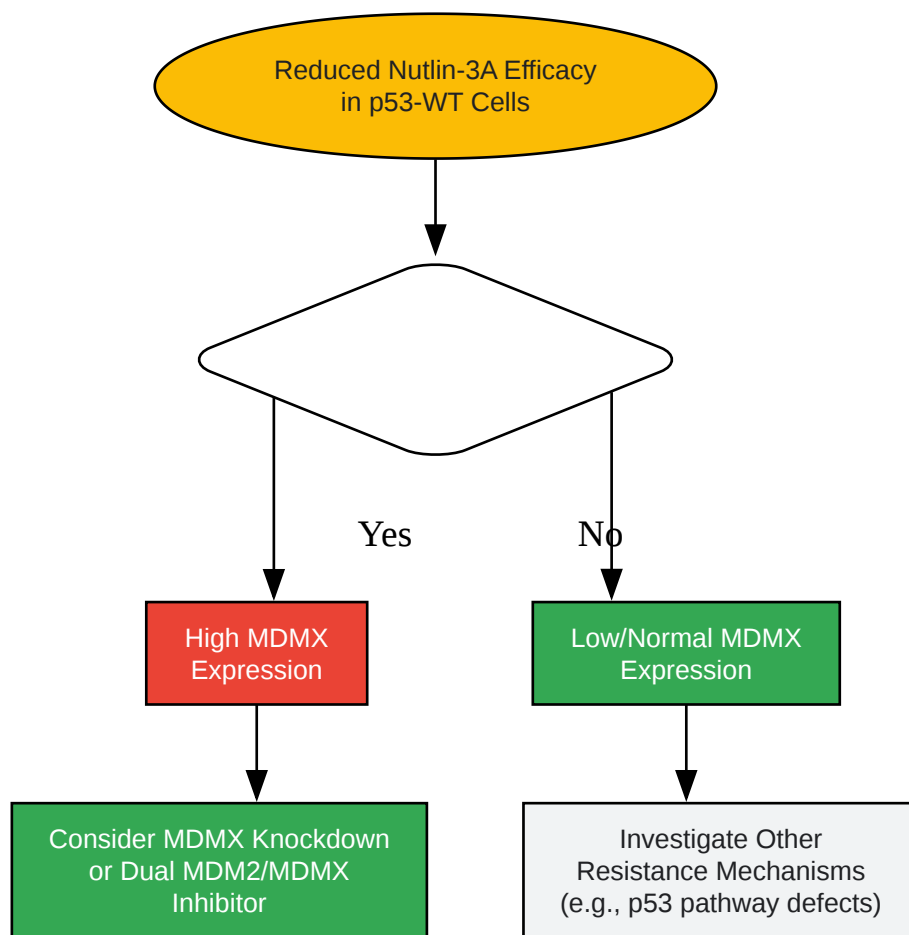 Reduced Nutlin-3A Efficacy
in p53-WT Cells
Yes
No
High MDMX
Expression
Low/Normal MDMX
Expression
Consider MDMX Knockdown
or Dual MDM2/MDMX
Inhibitor
Investigate Other
Resistance Mechanisms
(e.g., p53 pathway defects)